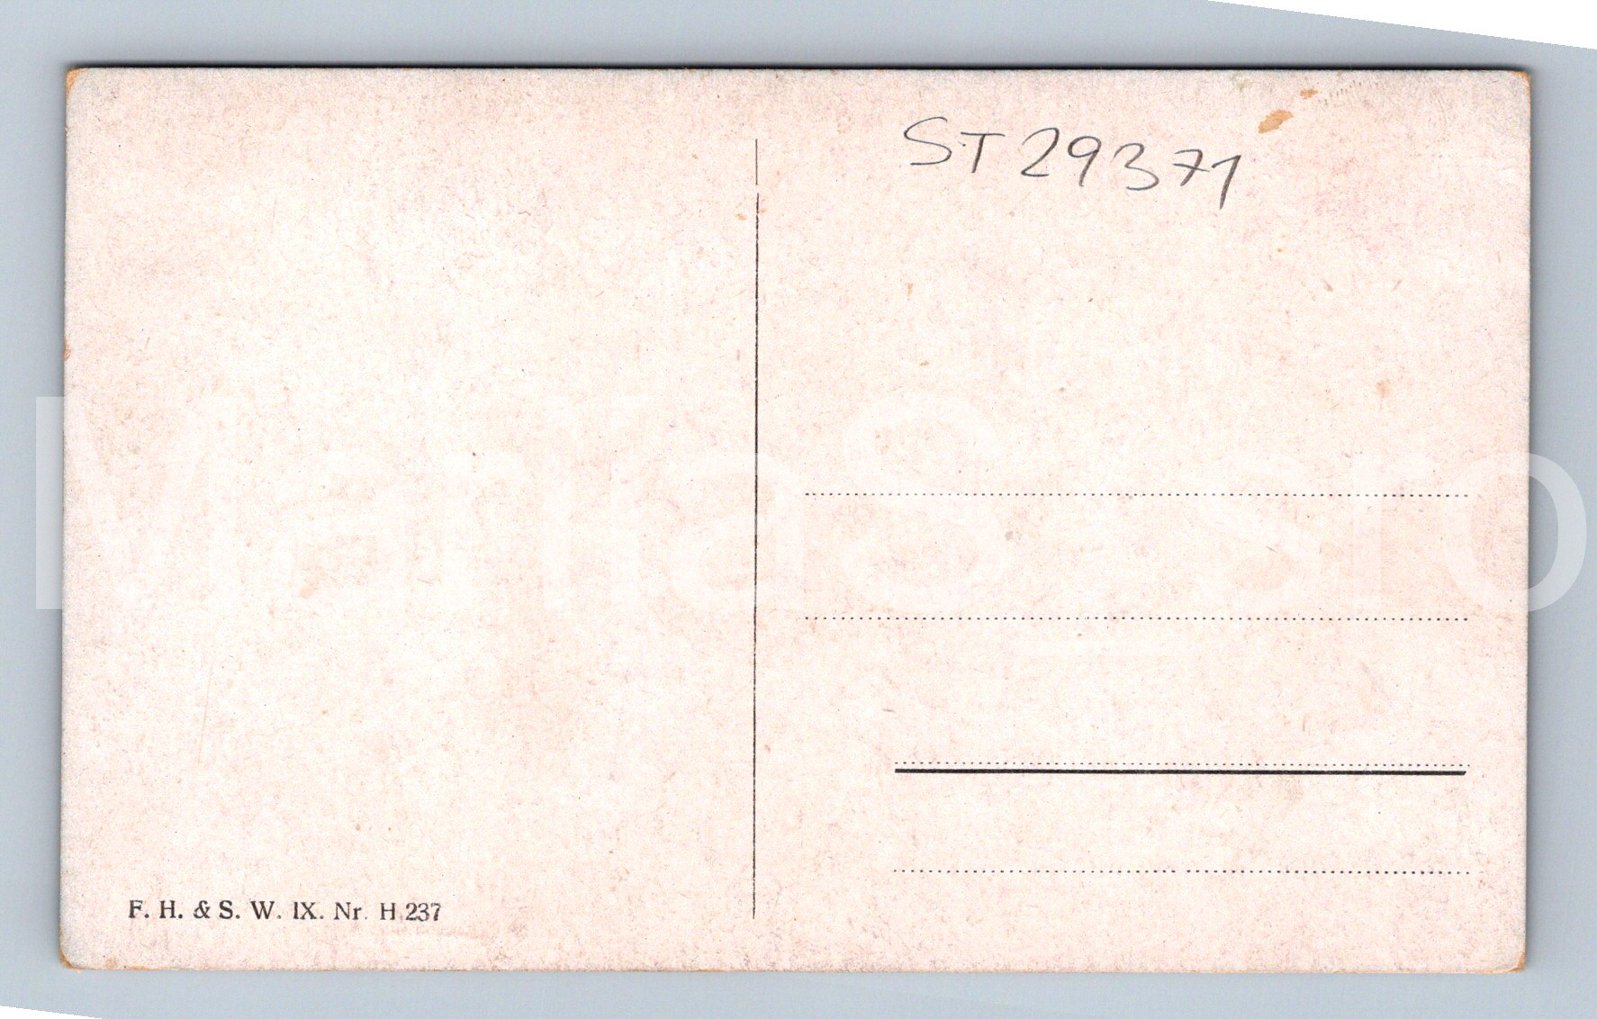 ST 29371
F. H. & S. W. IX. Nr. H 237